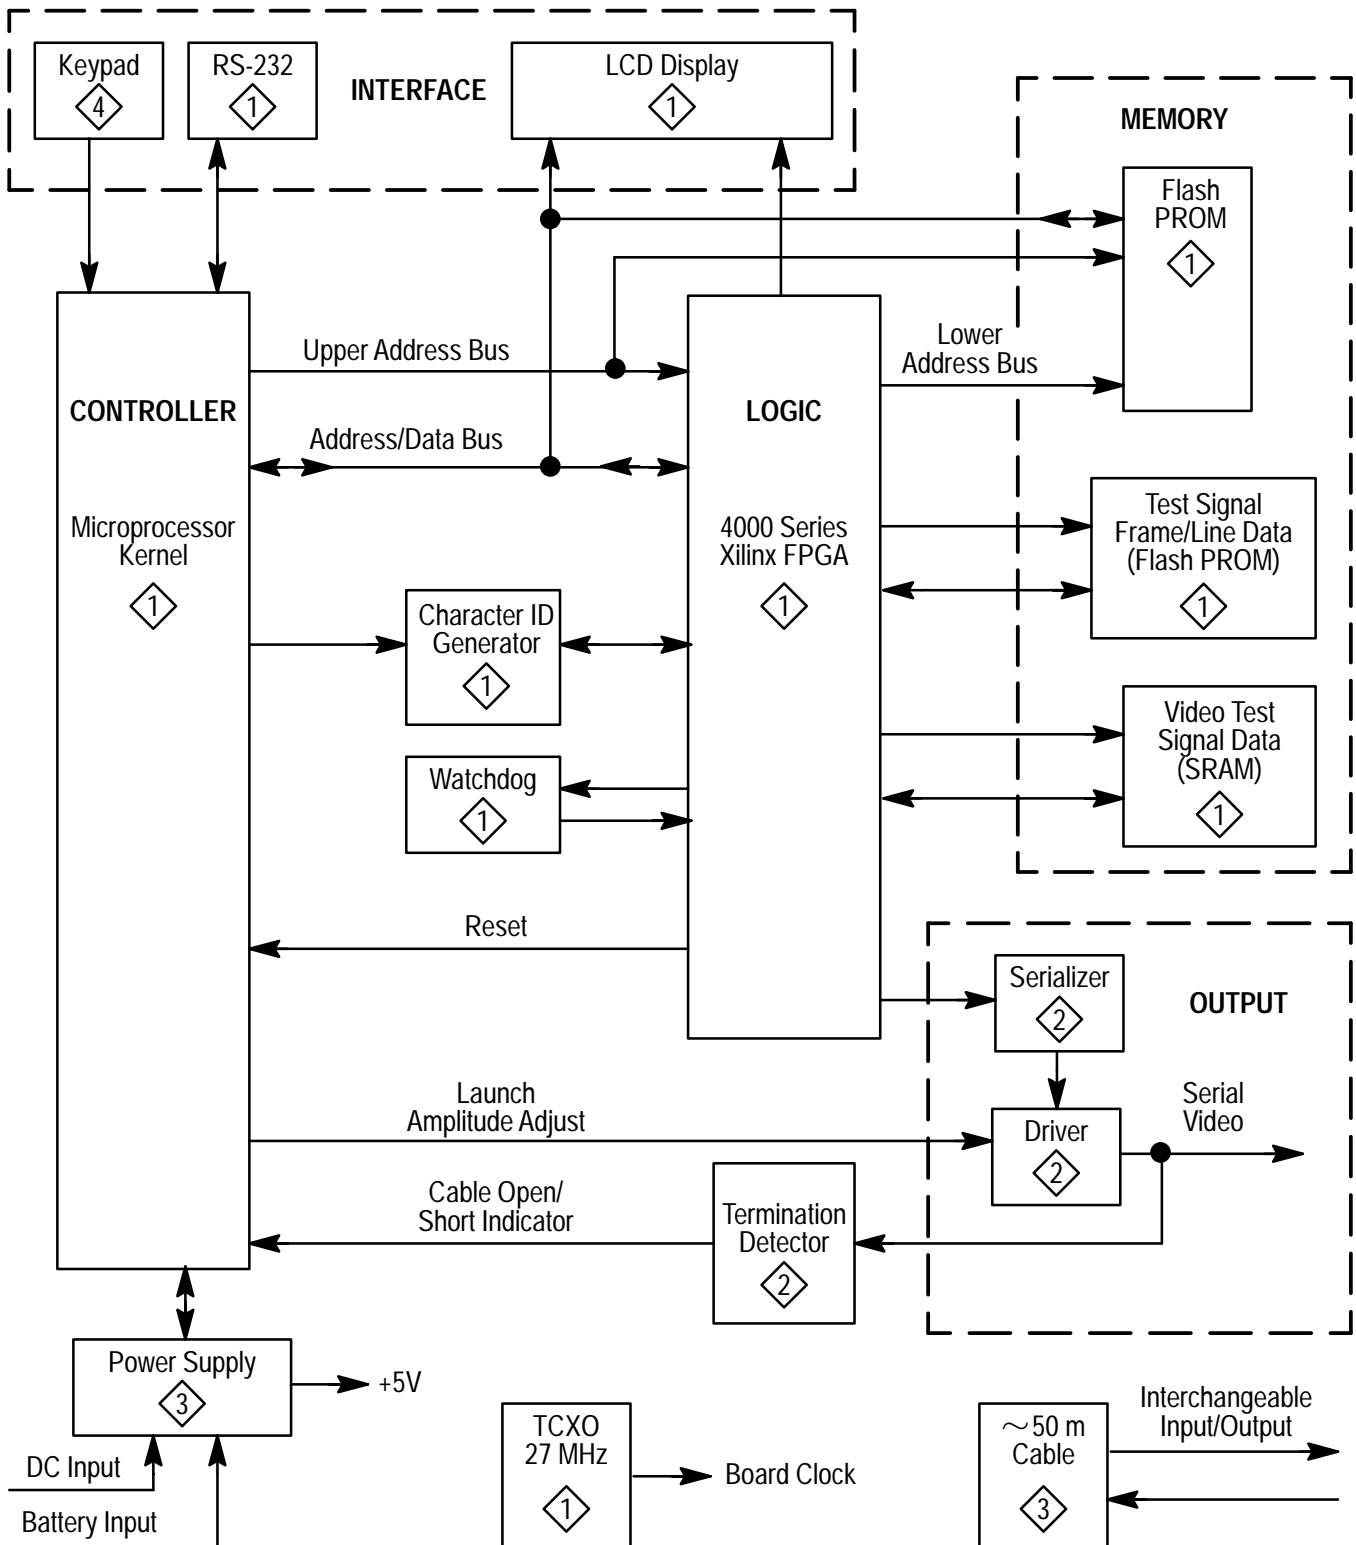 Keypad
4
RS-232
1
INTERFACE
LCD Display
1
MEMORY
Flash
PROM
1
Upper Address Bus
Lower
Address Bus
CONTROLLER
LOGIC
Address/Data Bus
Microprocessor
Kernel
1
4000 Series
Xilinx FPGA
1
Test Signal
Frame/Line Data
(Flash PROM)
1
Character ID
Generator
1
Video Test
Signal Data
(SRAM)
1
Watchdog
1
Reset
Serializer
2
OUTPUT
Launch
Amplitude Adjust
Driver
2
Serial
Video
Cable Open/
Short Indicator
Termination
Detector
2
Power Supply
3
+5V
DC Input
Battery Input
TCXO
27 MHz
1
Board Clock
~50 m
Cable
3
Interchangeable
Input/Output